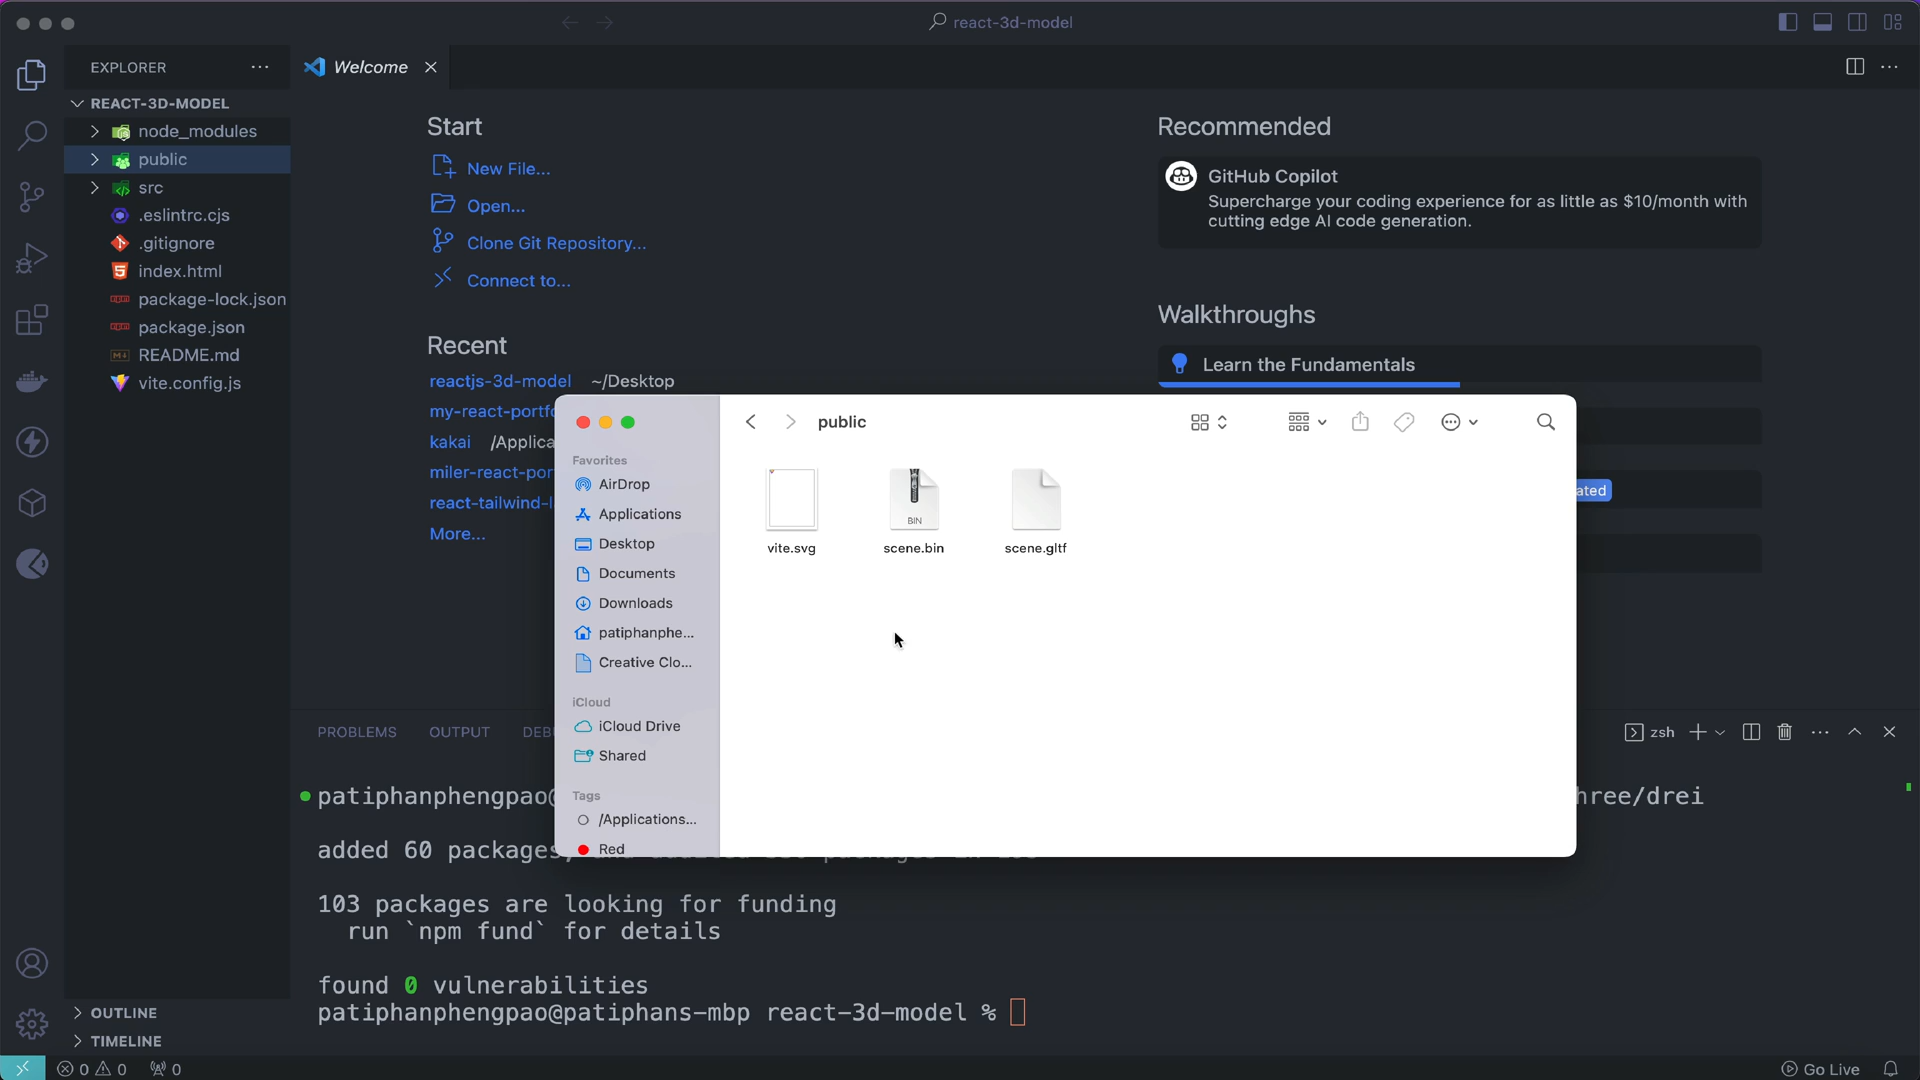 react-3d-model
EXPLORER
Welcome
REACT-3D-MODEL
node_modules
public
src
.eslintrc.cjs
.gitignore
index.html
package-lock.json
package.json
README.md
vite.config.js
OUTLINE
TIMELINE
Start
New File...
Open...
Clone Git Repository...
Connect to...
Recent
reactjs-3d-model ~/Desktop
my-react-portfo
kakai /Applica
miler-react-por
react-tailwind-l
More...
Recommended
GitHub Copilot
Supercharge your coding experience for as little as $10/month with
cutting edge AI code generation.
Walkthroughs
Learn the Fundamentals
ated
public
Favorites
AirDrop
Applications
Desktop
Documents
Downloads
patiphanphe...
Creative Clo...
iCloud
iCloud Drive
Shared
Tags
/Applications...
Red
BIN
vite.svg
scene.bin
scene.gltf
PROBLEMS
OUTPUT
DEBU
zsh
patiphanphengpao@
hree/drei
added 60 packages,
103 packages are looking for funding
run `npm fund` for details
found 0 vulnerabilities
patiphanphengpao@patiphans-mbp react-3d-model %
0
0
0
Go Live